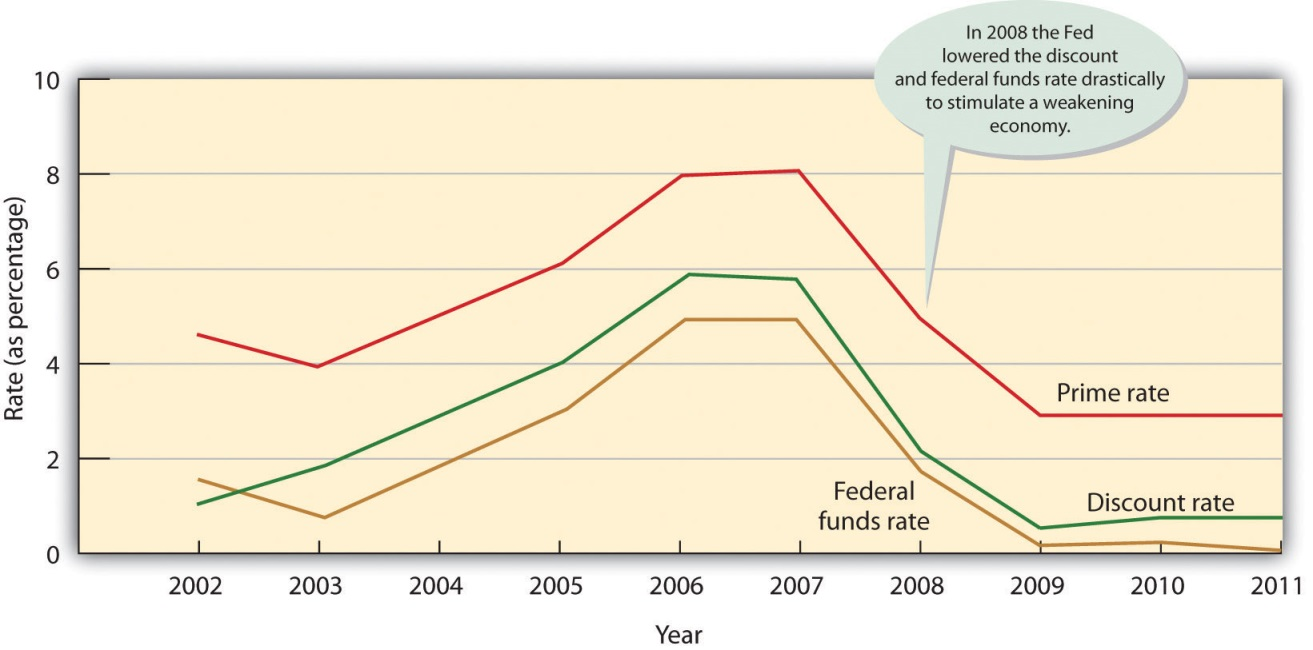 In 2008 the Fed
lowered the discount
and federal funds rate drastically
to stimulate a weakening
economy.
10
8
6
4
2
0
Rate (as percentage)
Prime rate
Federal
funds rate
Discount rate
2002
2003
2004
2005
2006
2007
2008
2009
2010
2011
Year